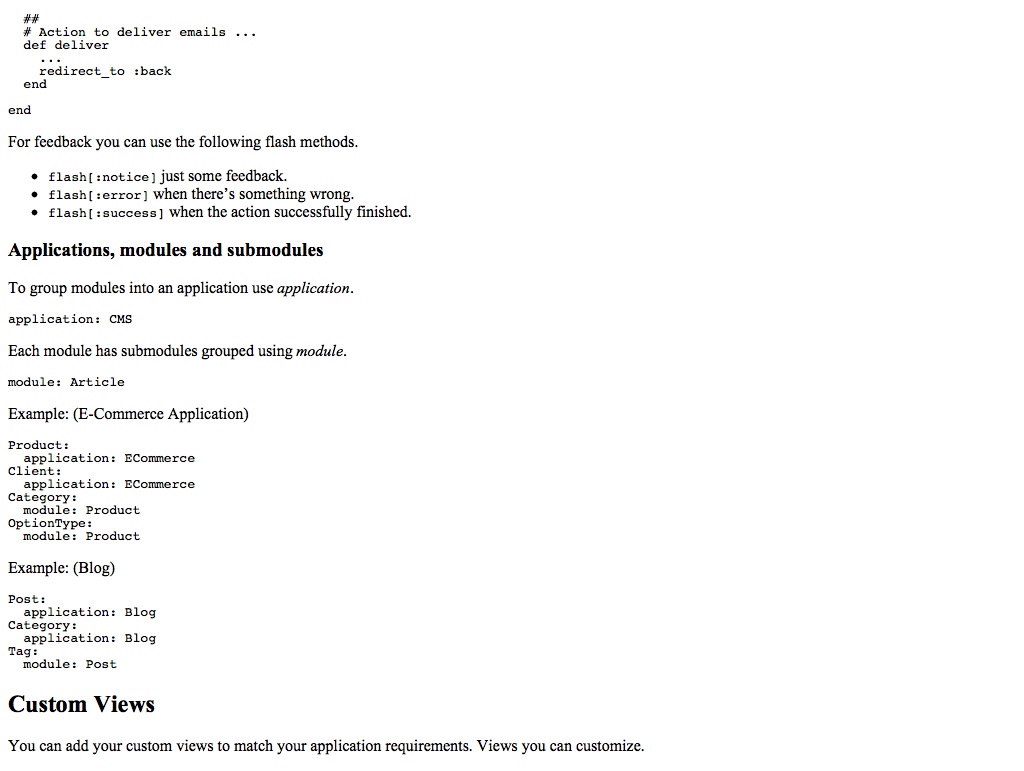 ##
# Action to deliver emails ...
def deliver
...
redirect_to :back
end
end
For feedback you can use the following flash methods.
• flash[:notice] just some feedback.
• flash[:error] when there’s something wrong.
• flash[:success] when the action successfully finished.
Applications, modules and submodules
To group modules into an application use application.
application: CMS
Each module has submodules grouped using module.
module: Article
Example: (E-Commerce Application)
Product:
application: ECommerce
Client:
application: ECommerce
Category:
module: Product
OptionType:
module: Product
Example: (Blog)
Post:
application: Blog
Category:
application: Blog
Tag:
module: Post
Custom Views
You can add your custom views to match your application requirements. Views you can customize.